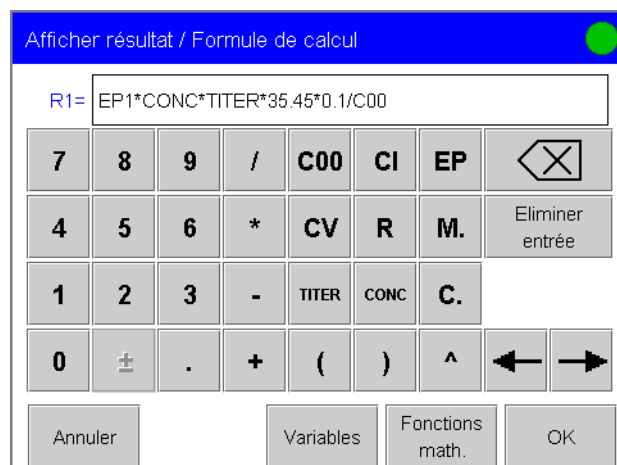 Afficher résultat / Formule de calcul
R1= EP1*CONC*TITER*35.45*0.1/C00
7 8 9 / C00 CI EP
4 5 6 * CV R M. Eliminer
entrée
1 2 3 - TITER CONC C.
0 ± . + ( ) ^
Annuler Variables Fonctions
math. OK